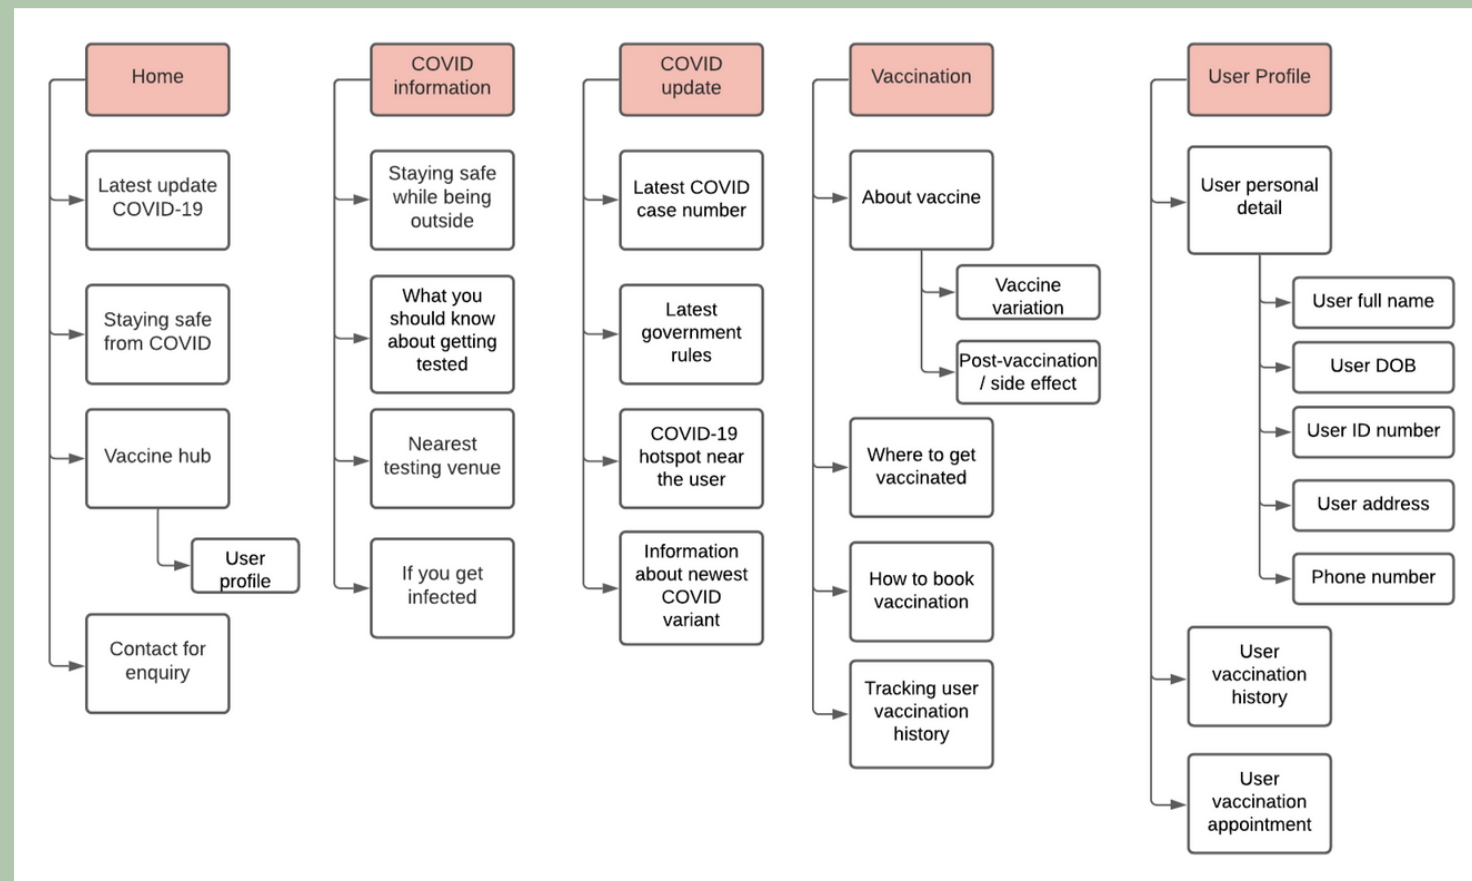 Home
Latest update
COVID-19
Staying safe
from COVID
Vaccine hub
User
profile
Contact for
enquiry
COVID
information
Staying safe
while being
outside
What you
should know
about getting
tested
Nearest
testing venue
If you get
infected
COVID
update
Latest COVID
case number
Latest
government
rules
COVID-19
hotspot near
the user
Information
about newest
COVID
variant
Vaccination
About vaccine
Vaccine
variation
Post-vaccination
/ side effect
Where to get
vaccinated
How to book
vaccination
Tracking user
vaccination
history
User Profile
User personal
detail
User full name
User DOB
User ID number
User address
Phone number
User
vaccination
history
User
vaccination
appointment